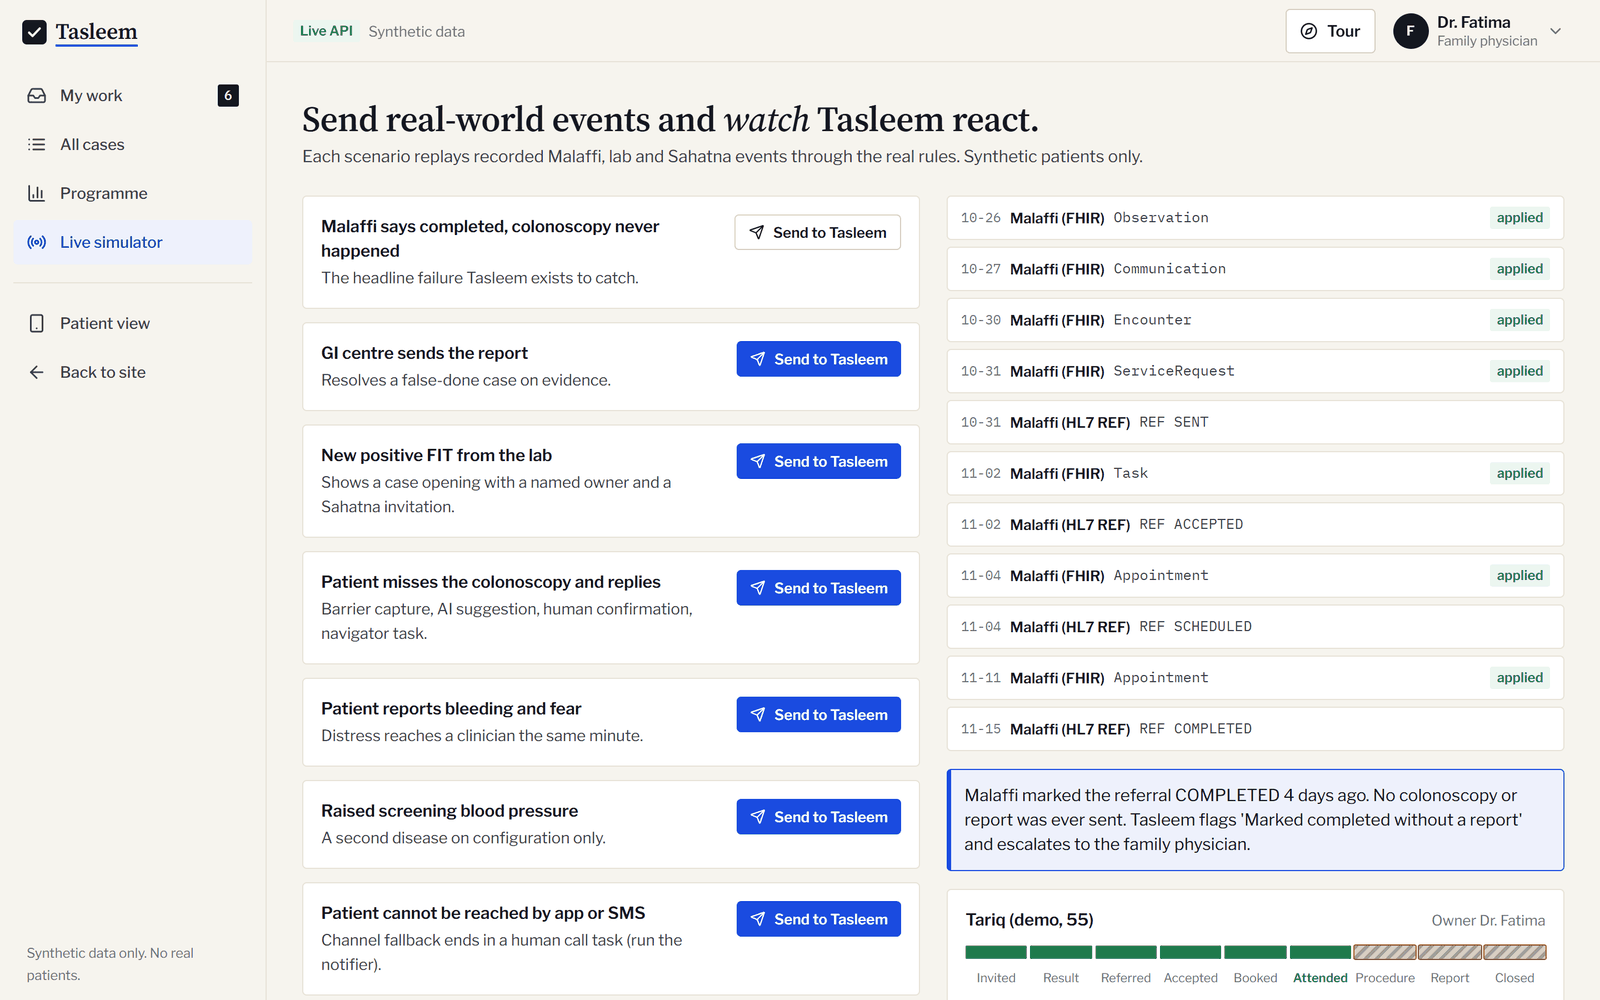 Tasleem
My work 6
All cases
Programme
Live simulator
Patient view
Back to site
Synthetic data only. No real
patients.
Live API Synthetic data
Tour
F
Dr. Fatima
Family physician
Send real-world events and watch Tasleem react.
Each scenario replays recorded Malaffi, lab and Sahatna events through the real rules. Synthetic patients only.
Malaffi says completed, colonoscopy never
happened
The headline failure Tasleem exists to catch.
Send to Tasleem
GI centre sends the report
Resolves a false-done case on evidence.
Send to Tasleem
New positive FIT from the lab
Shows a case opening with a named owner and a
Sahatna invitation.
Send to Tasleem
Patient misses the colonoscopy and replies
Barrier capture, AI suggestion, human confirmation,
navigator task.
Send to Tasleem
Patient reports bleeding and fear
Distress reaches a clinician the same minute.
Send to Tasleem
Raised screening blood pressure
A second disease on configuration only.
Send to Tasleem
Patient cannot be reached by app or SMS
Channel fallback ends in a human call task (run the
notifier).
Send to Tasleem
10-26 Malaffi (FHIR) Observation applied
10-27 Malaffi (FHIR) Communication applied
10-30 Malaffi (FHIR) Encounter applied
10-31 Malaffi (FHIR) ServiceRequest applied
10-31 Malaffi (HL7 REF) REF SENT
11-02 Malaffi (FHIR) Task applied
11-02 Malaffi (HL7 REF) REF ACCEPTED
11-04 Malaffi (FHIR) Appointment applied
11-04 Malaffi (HL7 REF) REF SCHEDULED
11-11 Malaffi (FHIR) Appointment applied
11-15 Malaffi (HL7 REF) REF COMPLETED
Malaffi marked the referral COMPLETED 4 days ago. No colonoscopy or
report was ever sent. Tasleem flags 'Marked completed without a report'
and escalates to the family physician.
Tariq (demo, 55) Owner Dr. Fatima
Invited Result Referred Accepted Booked Attended Procedure Report Closed